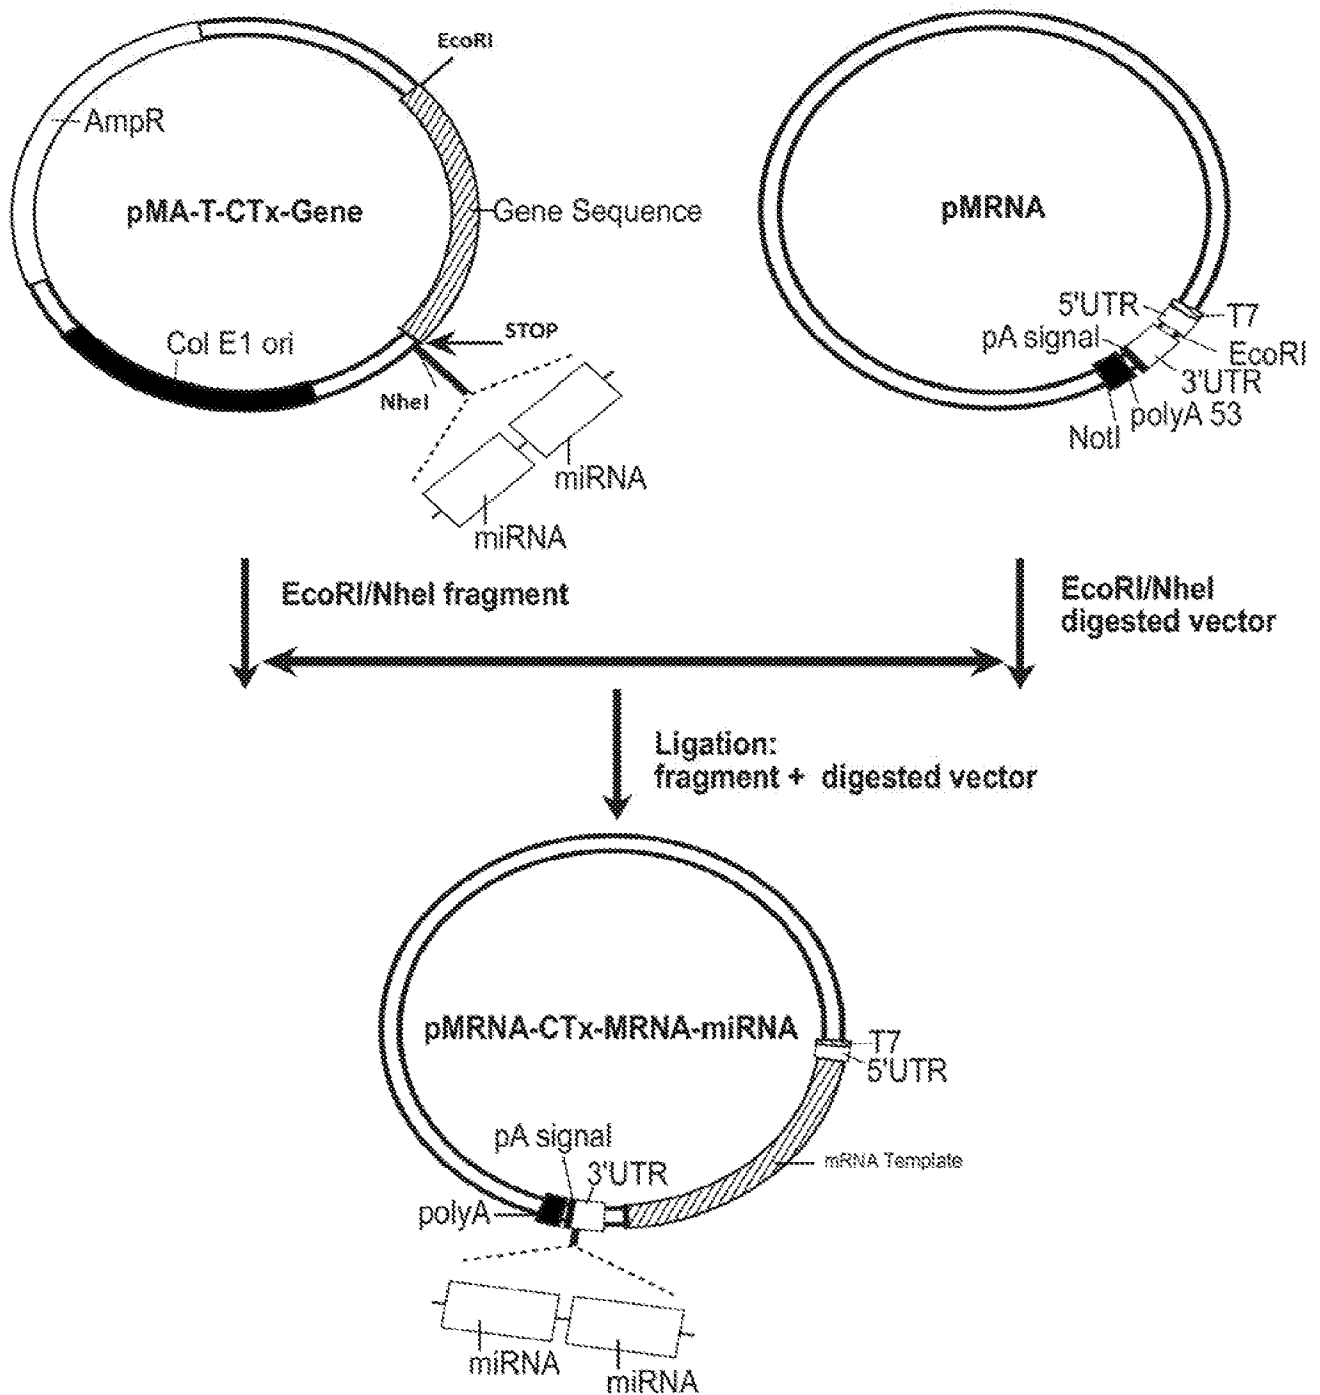 EcoRI
AmpR
pMA-T-CTx-Gene
Gene Sequence
Col E1 ori
STOP
NheI
miRNA
miRNA
pMRNA
5'UTR
T7
pA signal
EcoRI
3'UTR
polyA 53
NotI
EcoRI/NheI fragment
EcoRI/NheI
digested vector
Ligation:
fragment + digested vector
pMRNA-CTx-MRNA-miRNA
T7
5'UTR
pA signal
3'UTR
mRNA Template
polyA
miRNA
miRNA